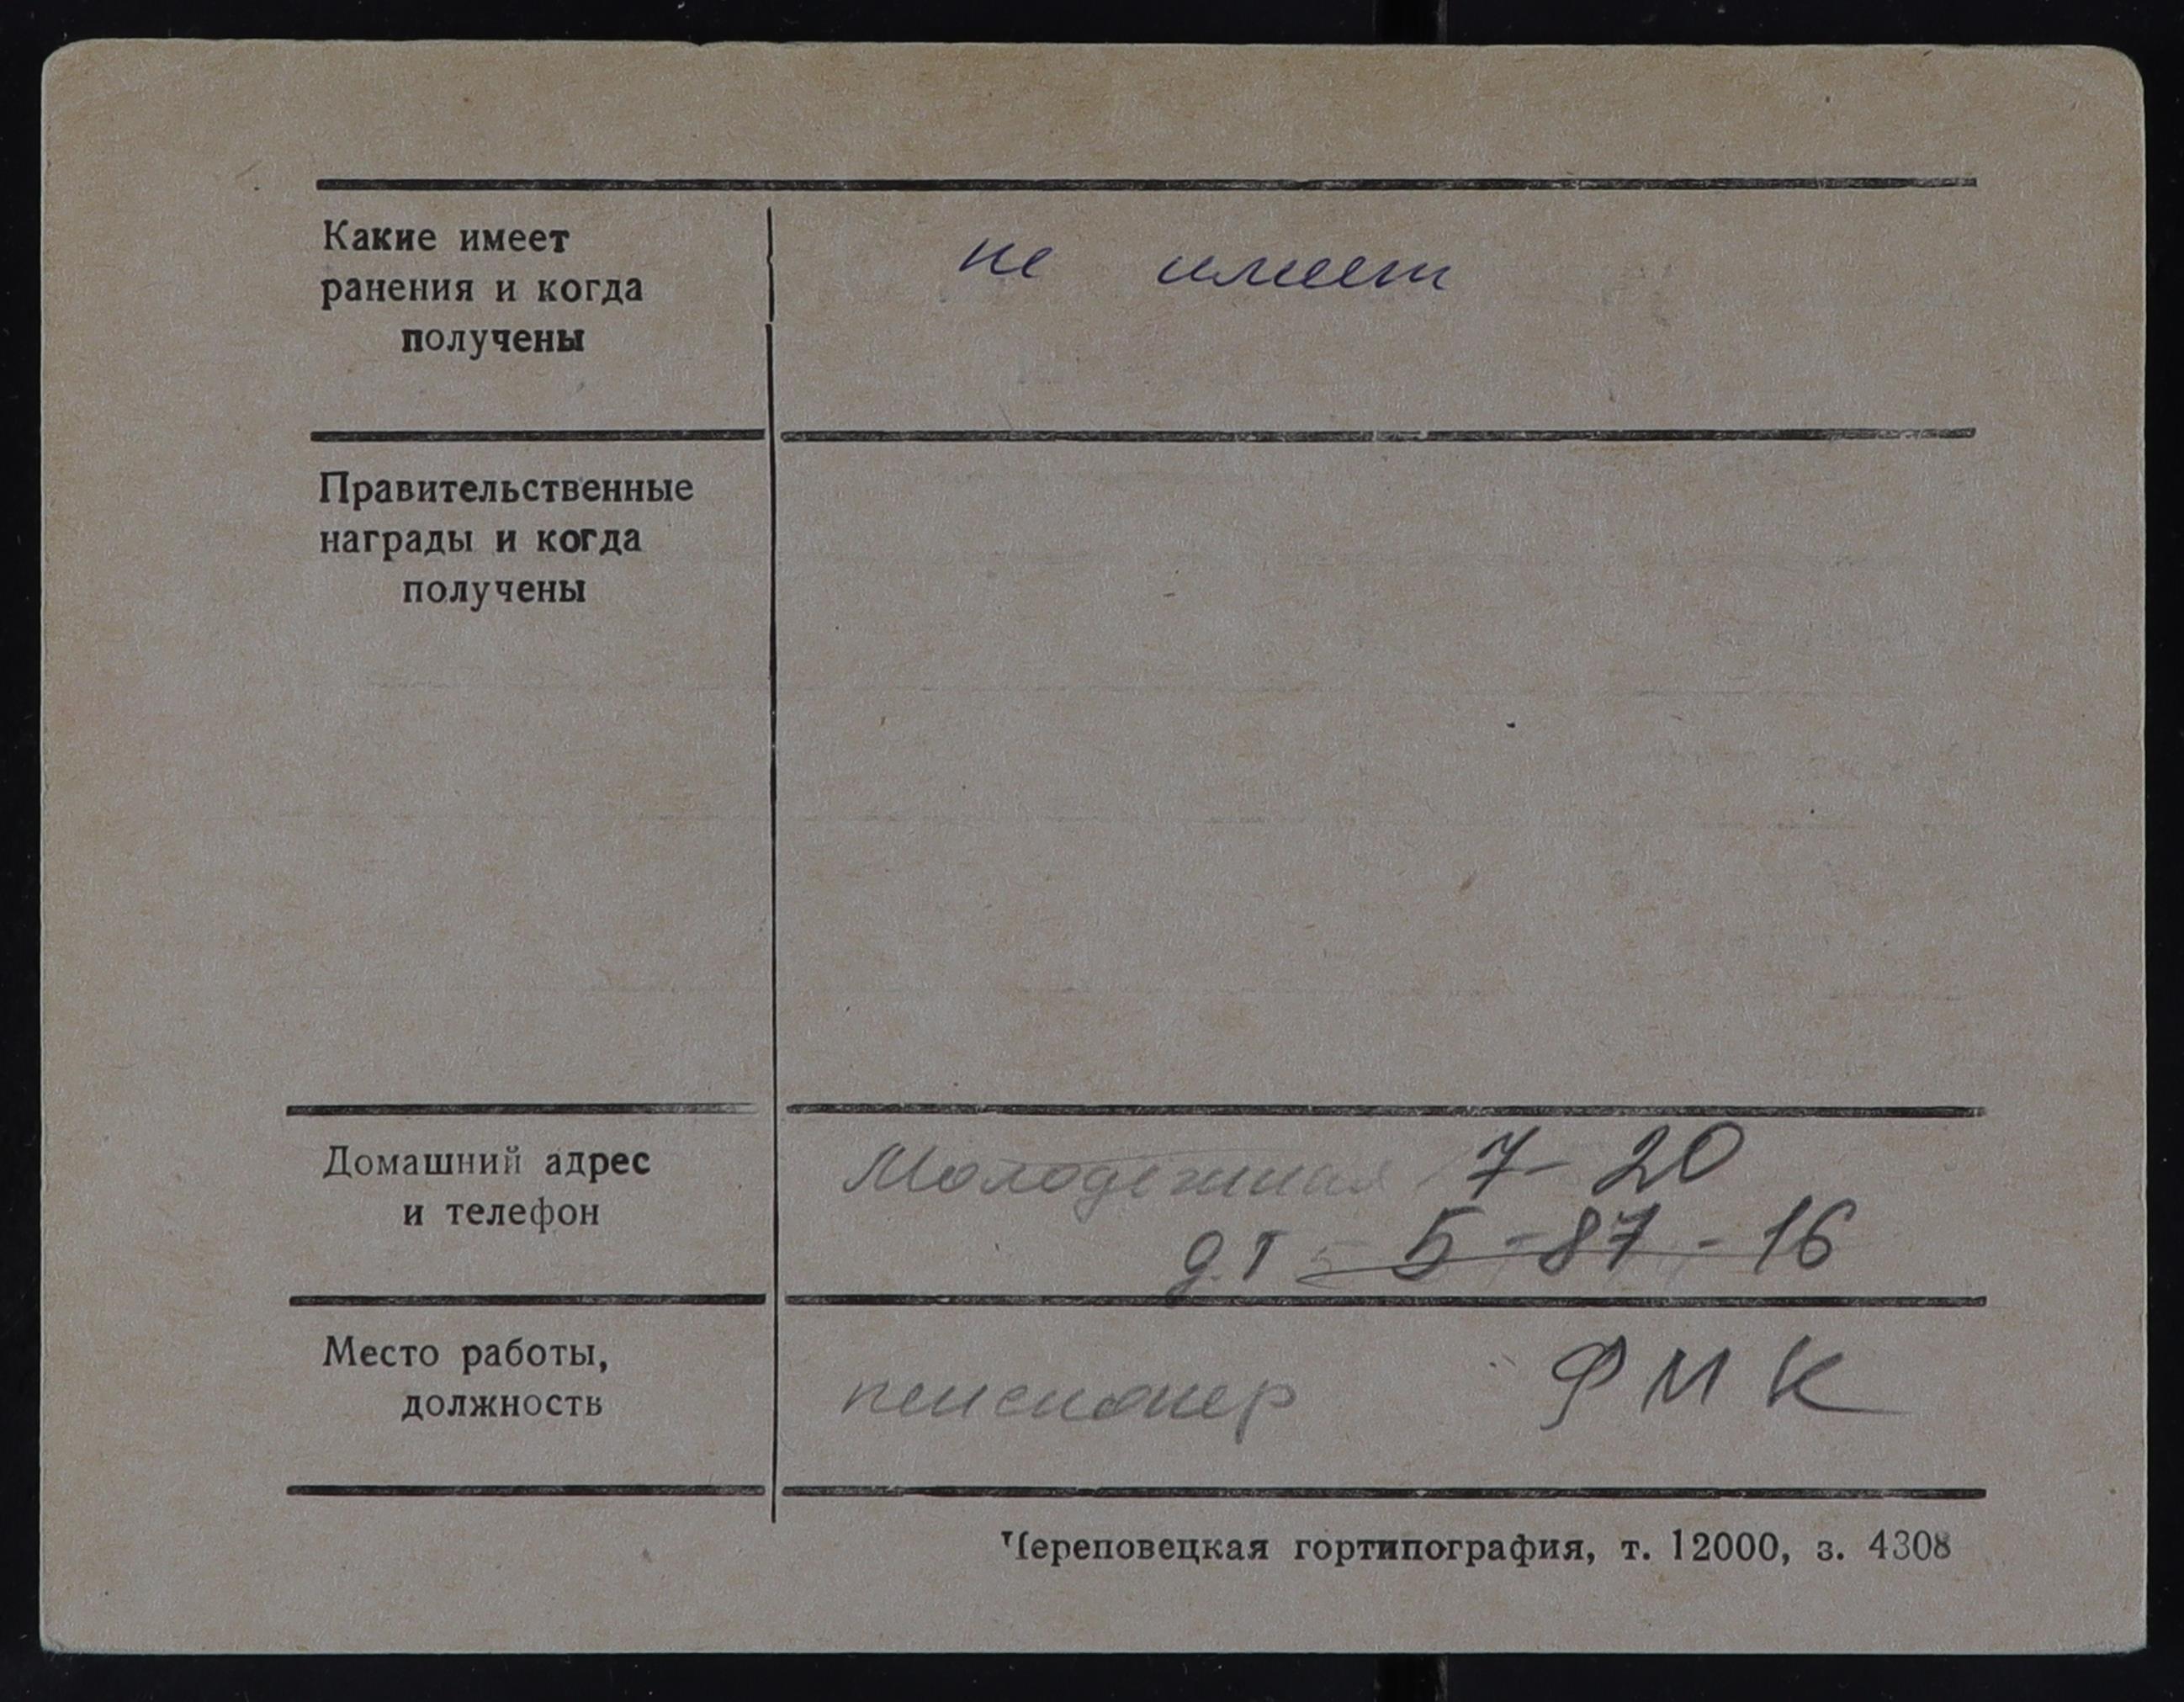 Какие имеет
не имеет
ранения и когда
получены
Правительственные
награды и когда
получены
Домашний адрес
и телефон
Молодежная 7-20
д.т 5-87-16
Место работы,
должность
пенсионер ФМК
Череповецкая гортипография, т. 12000, з. 4308